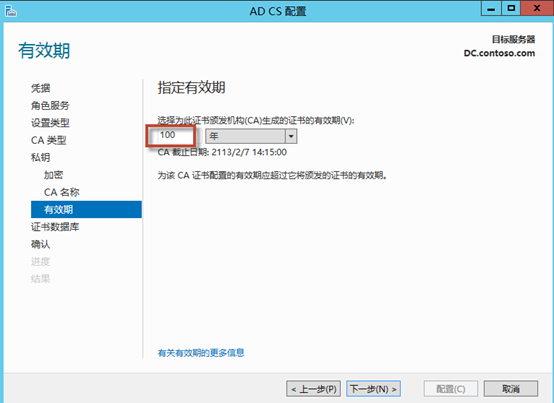 AD CS 配置
有效期
目标服务器
DC.contoso.com
凭据
角色服务
设置类型
CA 类型
私钥
加密
CA 名称
有效期
证书数据库
确认
进度
结果
指定有效期
选择为此证书颁发机构(CA)生成的证书的有效期(V):
100 年
CA 截止日期: 2113/2/7 14:15:00
为该 CA 证书配置的有效期应超过它将颁发的证书的有效期。
有关有效期的更多信息
< 上一步(P) 下一步(N) > 配置(C) 取消